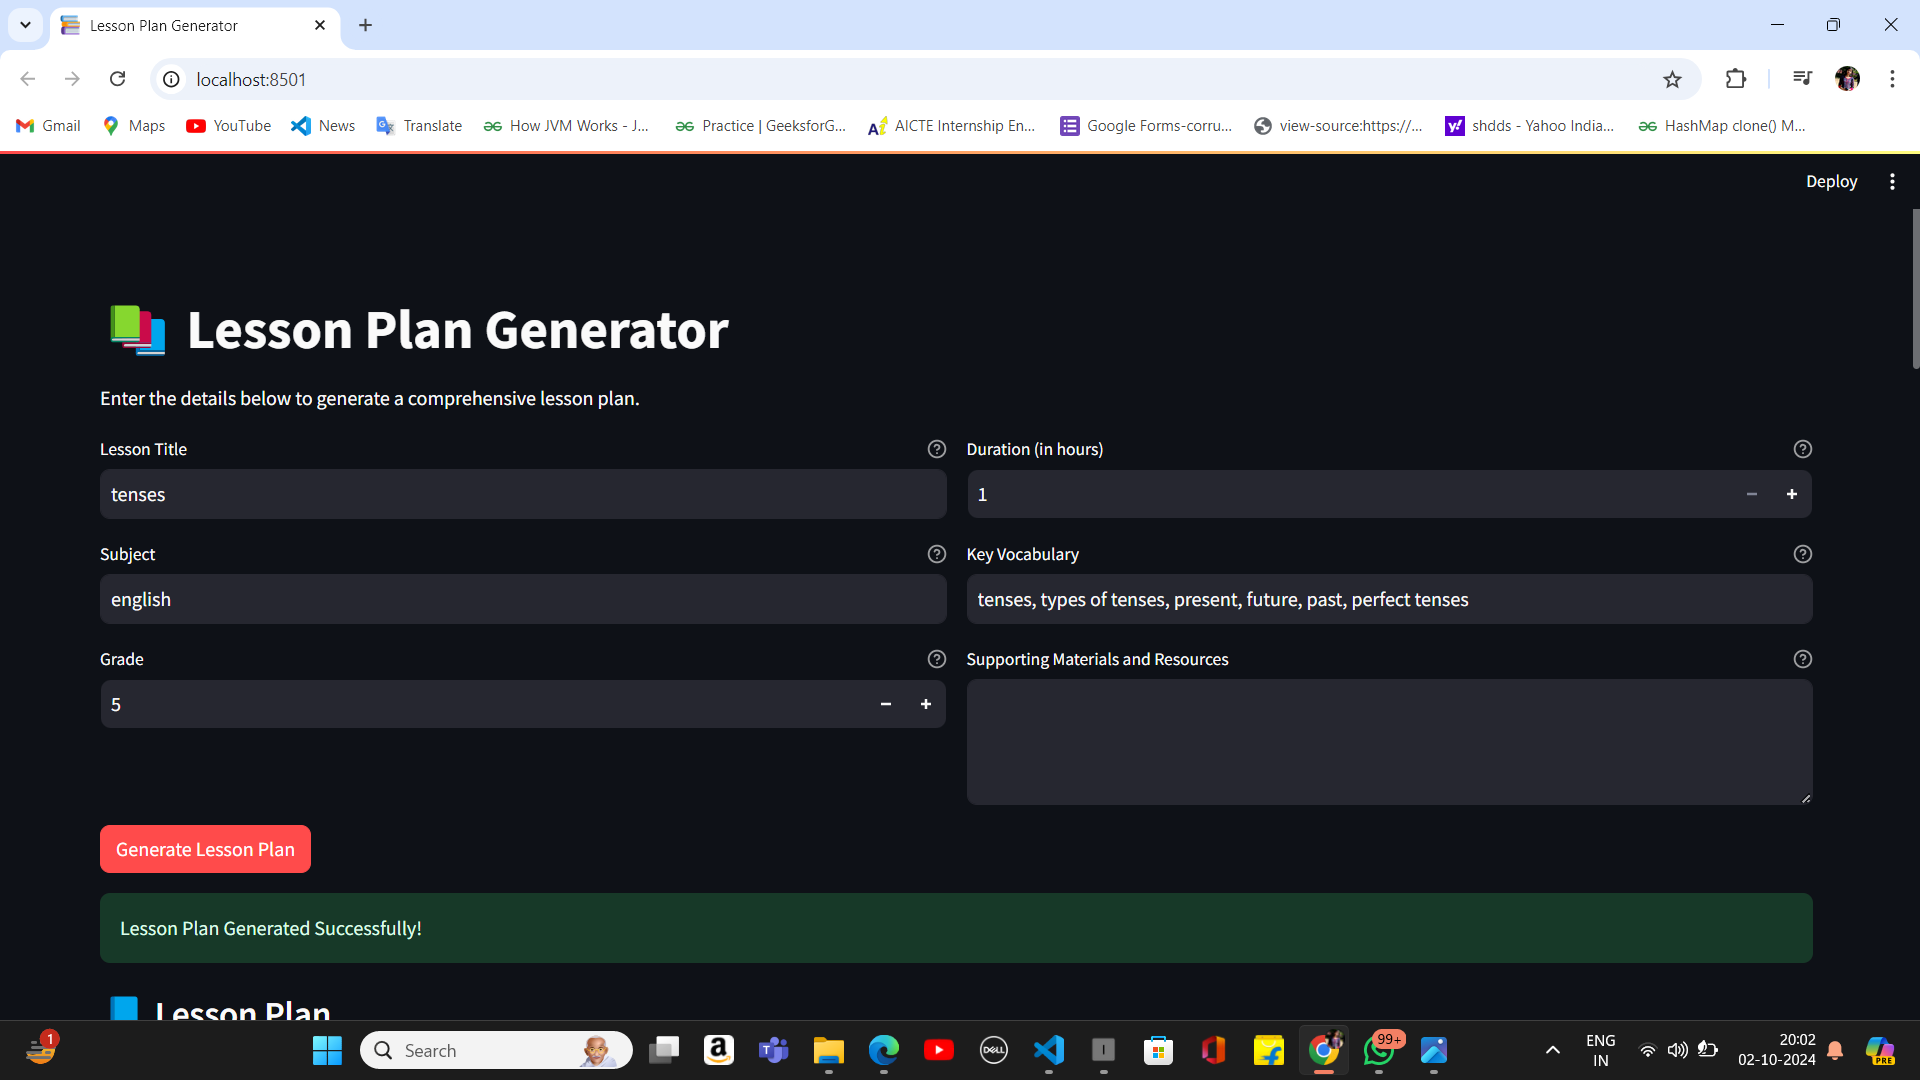 Lesson Plan Generator
localhost:8501
Gmail
Maps
YouTube
News
Translate
How JVM Works - J...
Practice | GeeksforG...
AICTE Internship En...
Google Forms-corru...
view-source:https://...
shdds - Yahoo India...
HashMap clone() M...
Deploy
Lesson Plan Generator
Enter the details below to generate a comprehensive lesson plan.
Lesson Title
tenses
Duration (in hours)
1
Subject
english
Key Vocabulary
tenses, types of tenses, present, future, past, perfect tenses
Grade
5
Supporting Materials and Resources
Generate Lesson Plan
Lesson Plan Generated Successfully!
Lesson Plan
1
Search
DELL
99+
ENG
IN
20:02
02-10-2024
PRE